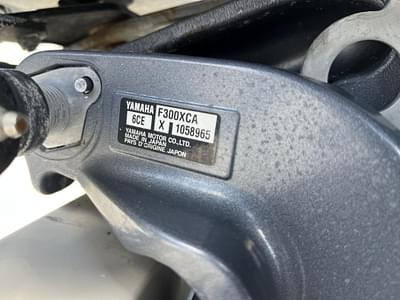 YAMAHA F300XCA
6CE X 1058965
YAMAHA MOTOR CO.,LTD.
MADE IN JAPAN
PAYS D'ORIGINE JAPON